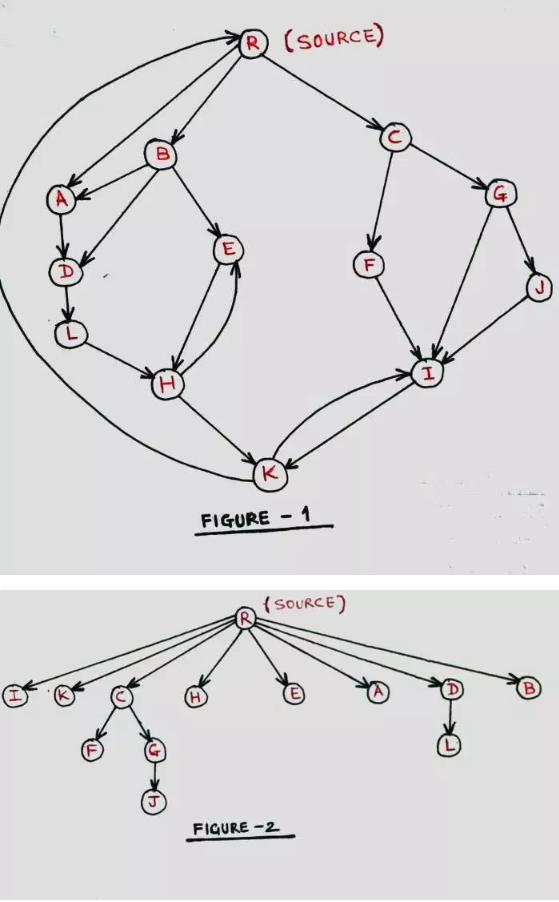 R (SOURCE)
B
C
A
G
E
D
F
J
L
I
H
K
FIGURE - 1
R (SOURCE)
I K C H E A D B
F G L
J
FIGURE - 2